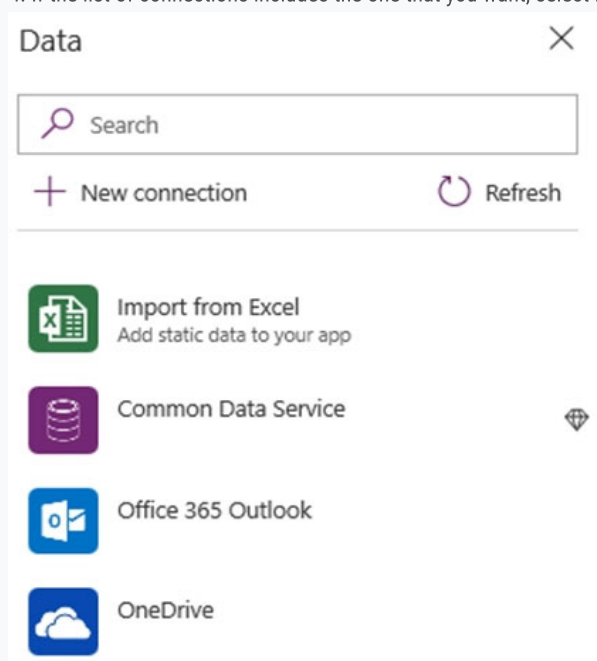 Data
Search
New connection
Refresh
Import from Excel
Add static data to your app
Common Data Service
Office 365 Outlook
OneDrive